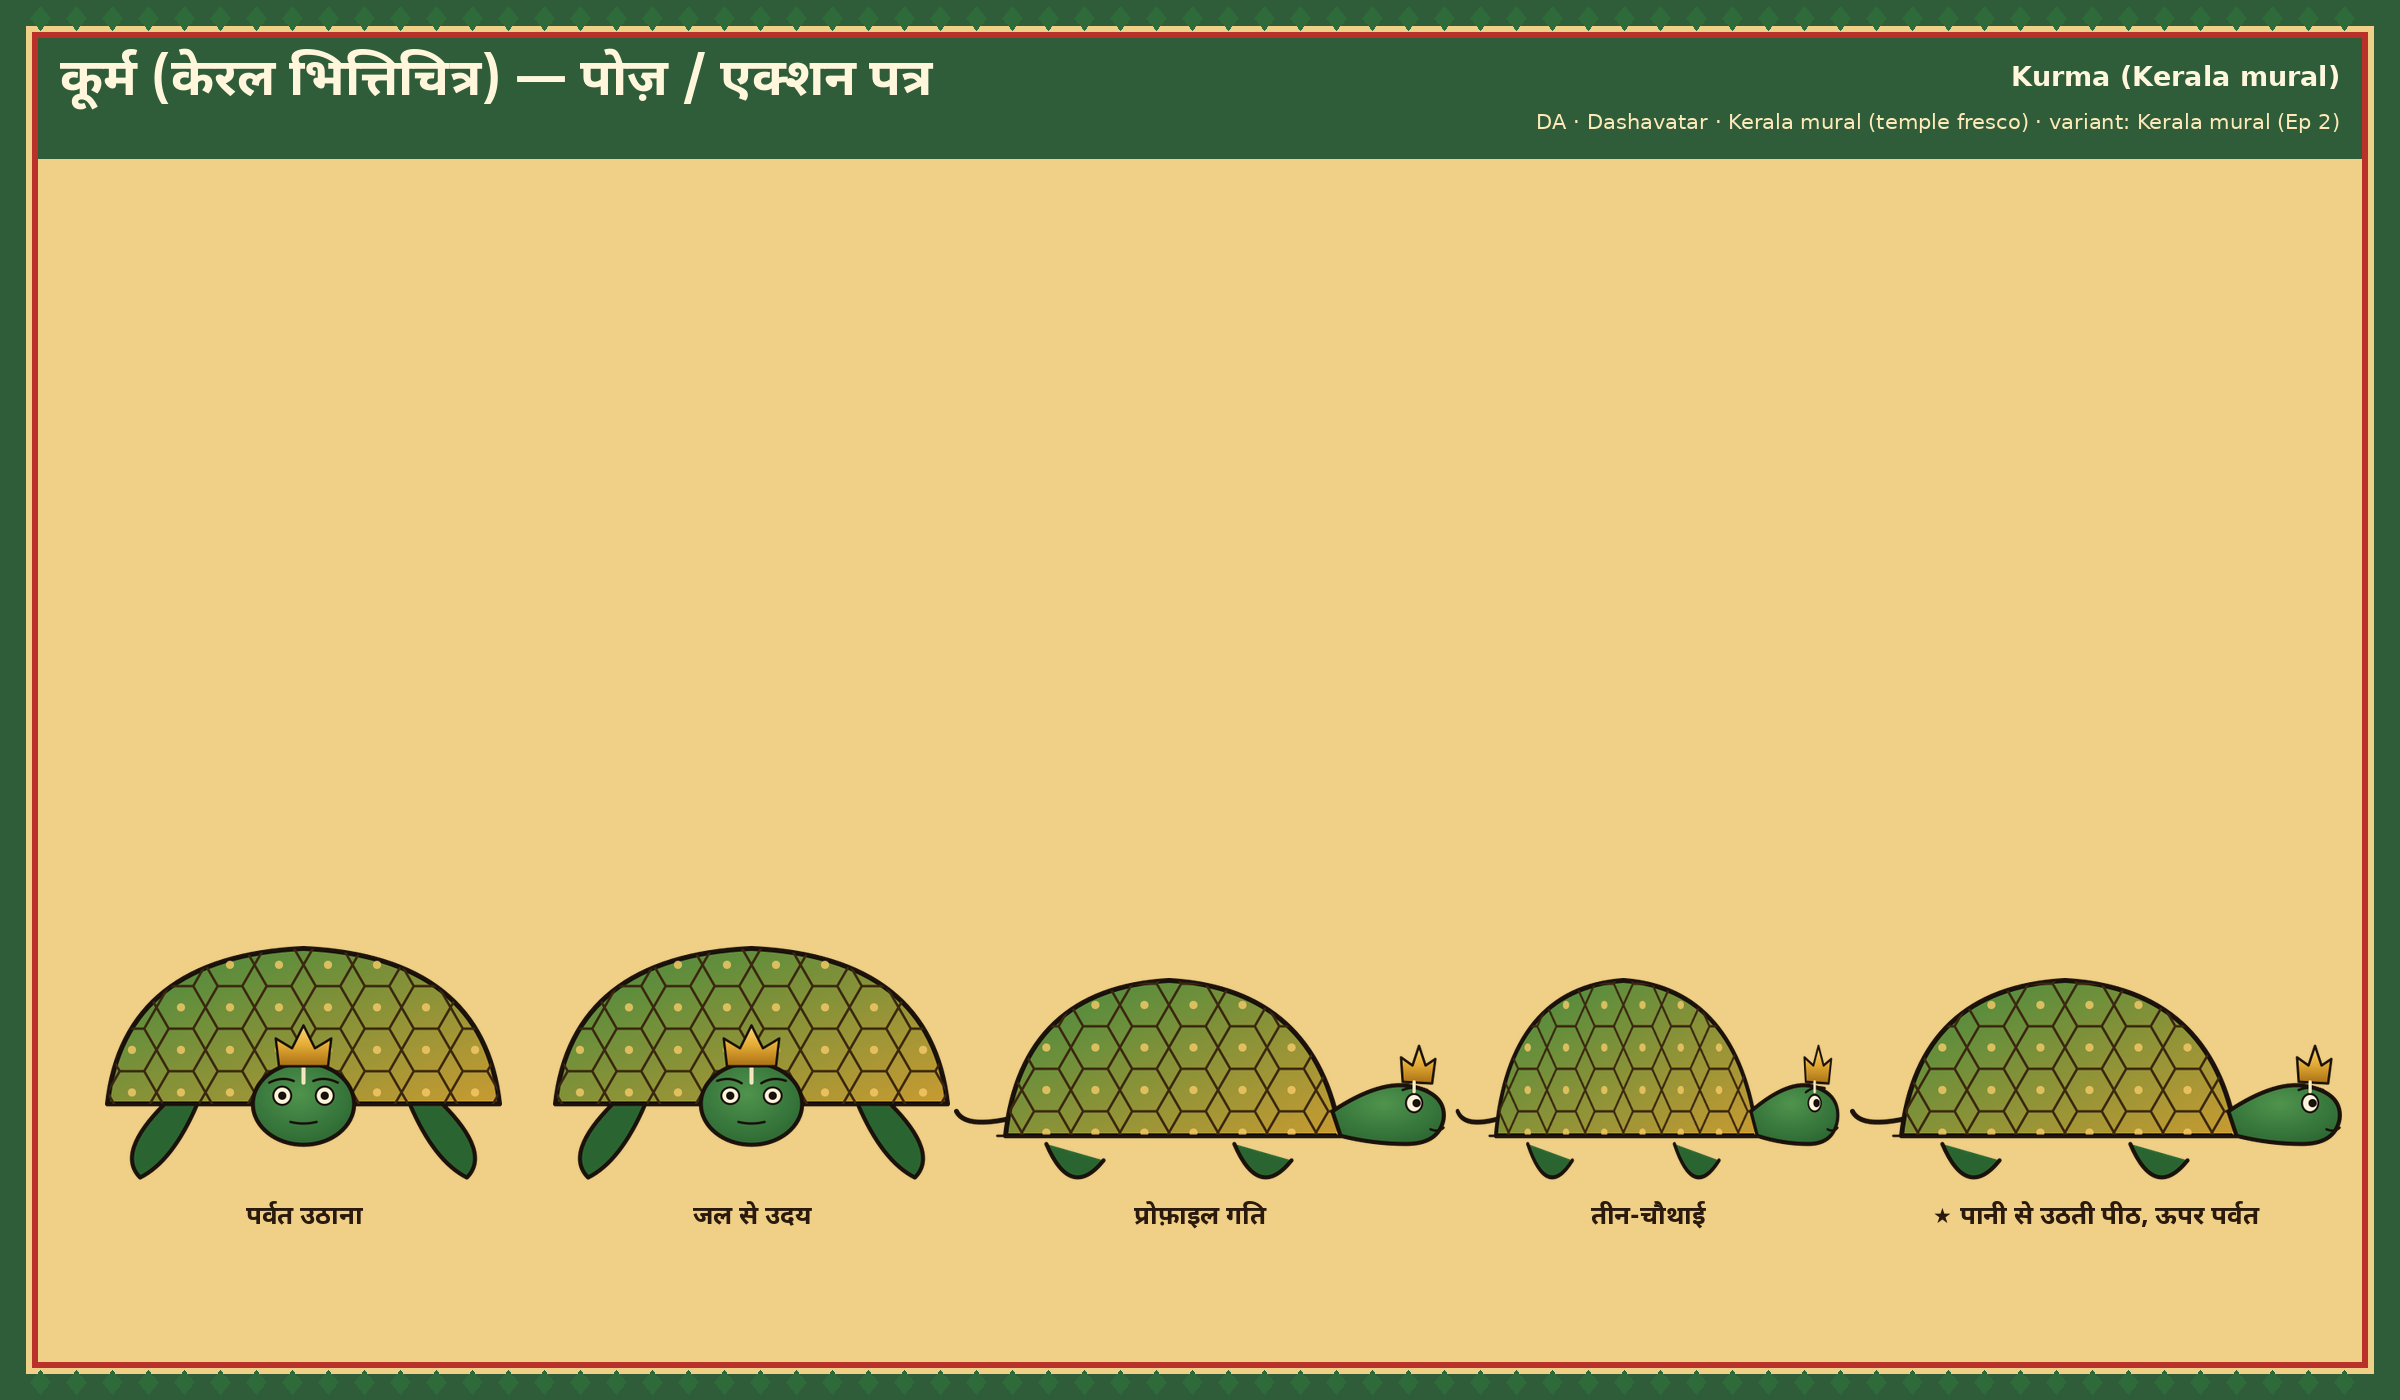 कूर्म (केरल भित्तिचित्र) — पोज़ / एक्शन पत्र
Kurma (Kerala mural)
DA · Dashavatar · Kerala mural (temple fresco) · variant: Kerala mural (Ep 2)
पर्वत उठाना
जल से उदय
प्रोफ़ाइल गति
तीन-चौथाई
★ पानी से उठती पीठ, ऊपर पर्वत